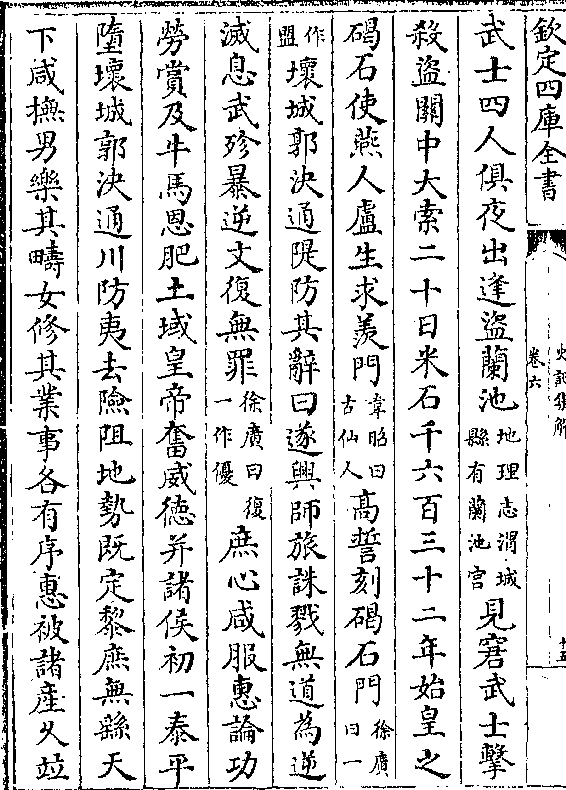 欽定四庫全書
史記集解
卷六
十五
武士四人俱夜出逢盜蘭池地理志渭城縣有蘭池宮見窘武士擊
殺盜關中大索二十日米石千六百三十二年始皇之
碣石使燕人盧生求羨門韋昭曰古仙人高誓刻碣石門徐廣曰一
作盟壞城郭決通隄防其辭曰遂興師旅誅戮無道為逆
滅息武殄暴逆文復無罪徐廣曰復一作優庶心咸服惠論功
勞賞及牛馬恩肥土域皇帝奮威德并諸侯初一泰平
墮壞城郭決通川防夷去險阻地勢既定黎庶無繇天
下咸撫男樂其疇女修其業事各有序惠被諸產久竝